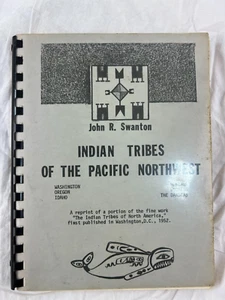 John R. Swanton
INDIAN TRIBES
OF THE PACIFIC NORTHWEST
WASHINGTON
OREGON
IDAHO
THE
A reprint of a portion of the fine work
"The Indian Tribes of North America,"
first published in Washington,D.C., 1952.